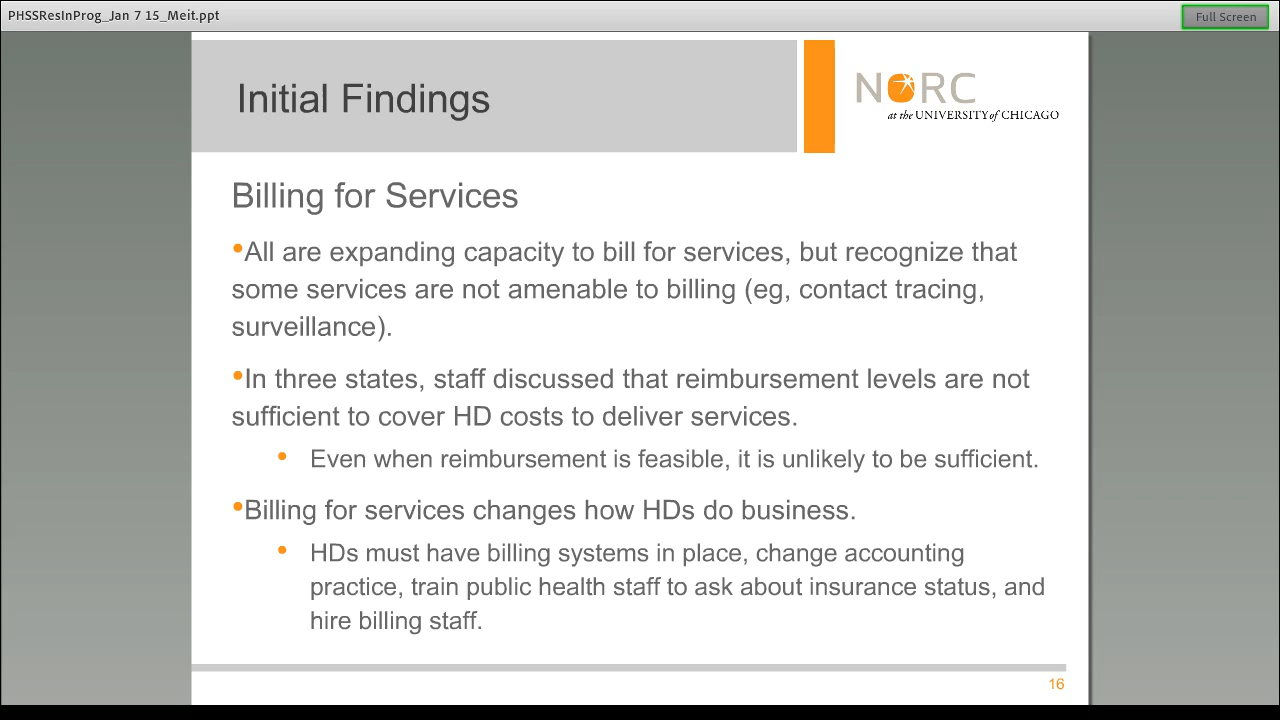 PHSSResInProg_Jan 7 15_Meit.ppt
Full Screen
Initial Findings
NORC
at the UNIVERSITY of CHICAGO
Billing for Services
•All are expanding capacity to bill for services, but recognize that
some services are not amenable to billing (eg, contact tracing,
surveillance).
•In three states, staff discussed that reimbursement levels are not
sufficient to cover HD costs to deliver services.
• Even when reimbursement is feasible, it is unlikely to be sufficient.
•Billing for services changes how HDs do business.
• HDs must have billing systems in place, change accounting
practice, train public health staff to ask about insurance status, and
hire billing staff.
16